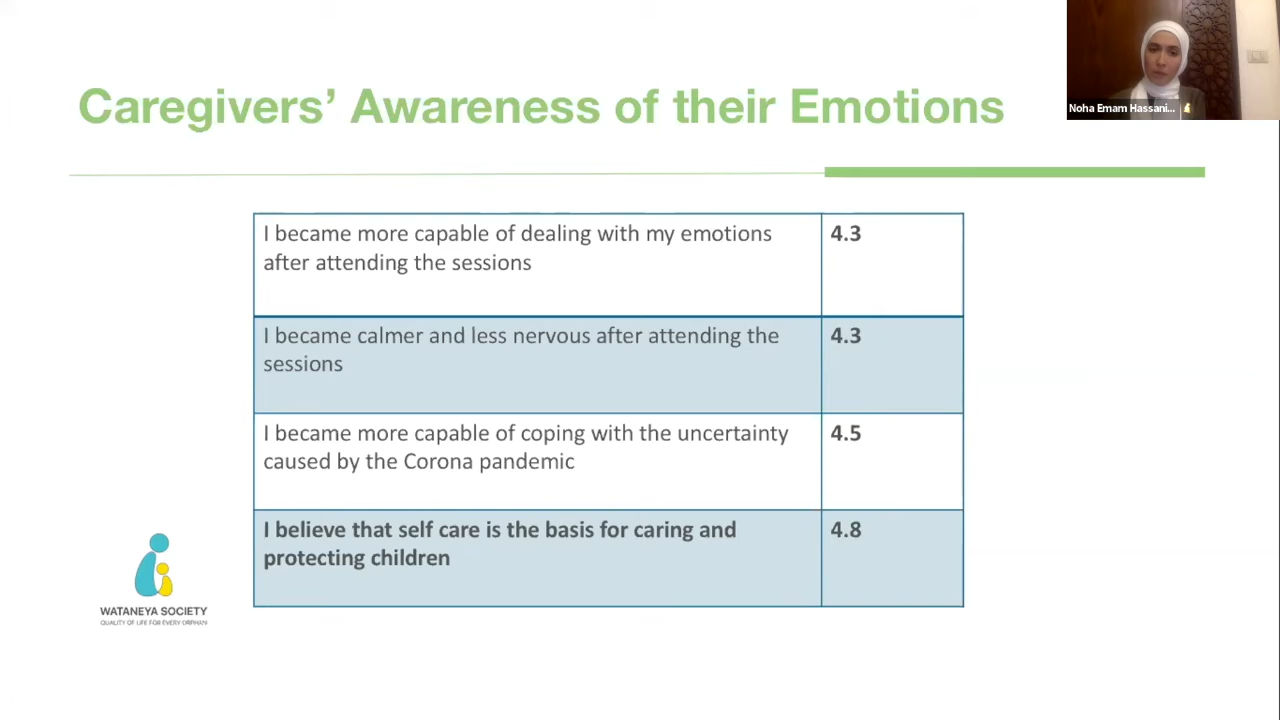 Caregivers’ Awareness of their Emotions
Noha Emam Hassani...
I became more capable of dealing with my emotions
after attending the sessions
4.3
I became calmer and less nervous after attending the
sessions
4.3
I became more capable of coping with the uncertainty
caused by the Corona pandemic
4.5
I believe that self care is the basis for caring and
protecting children
4.8
WATANEYA SOCIETY
QUALITY OF LIFE FOR EVERY ORPHAN